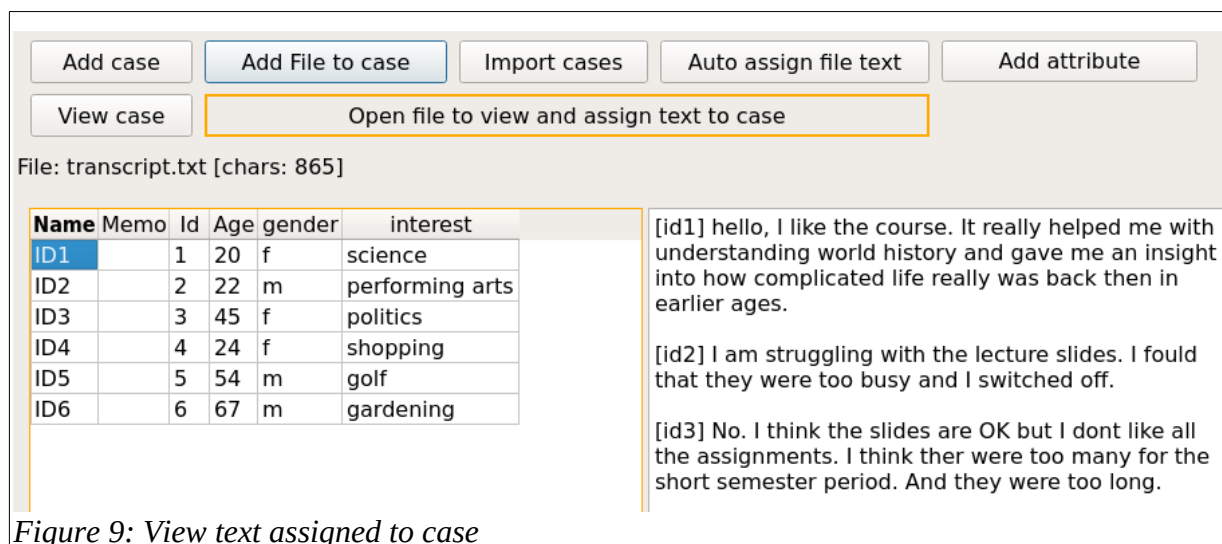 Add case Add File to case Import cases Auto assign file text Add attribute
View case Open file to view and assign text to case
File: transcript.txt [chars: 865]
Name Memo Id Age gender interest
ID1 1 20 f science
ID2 2 22 m performing arts
ID3 3 45 f politics
ID4 4 24 f shopping
ID5 5 54 m golf
ID6 6 67 m gardening
[id1] hello, I like the course. It really helped me with
understanding world history and gave me an insight
into how complicated life really was back then in
earlier ages.
[id2] I am struggling with the lecture slides. I fould
that they were too busy and I switched off.
[id3] No. I think the slides are OK but I dont like all
the assignments. I think ther were too many for the
short semester period. And they were too long.
Figure 9: View text assigned to case